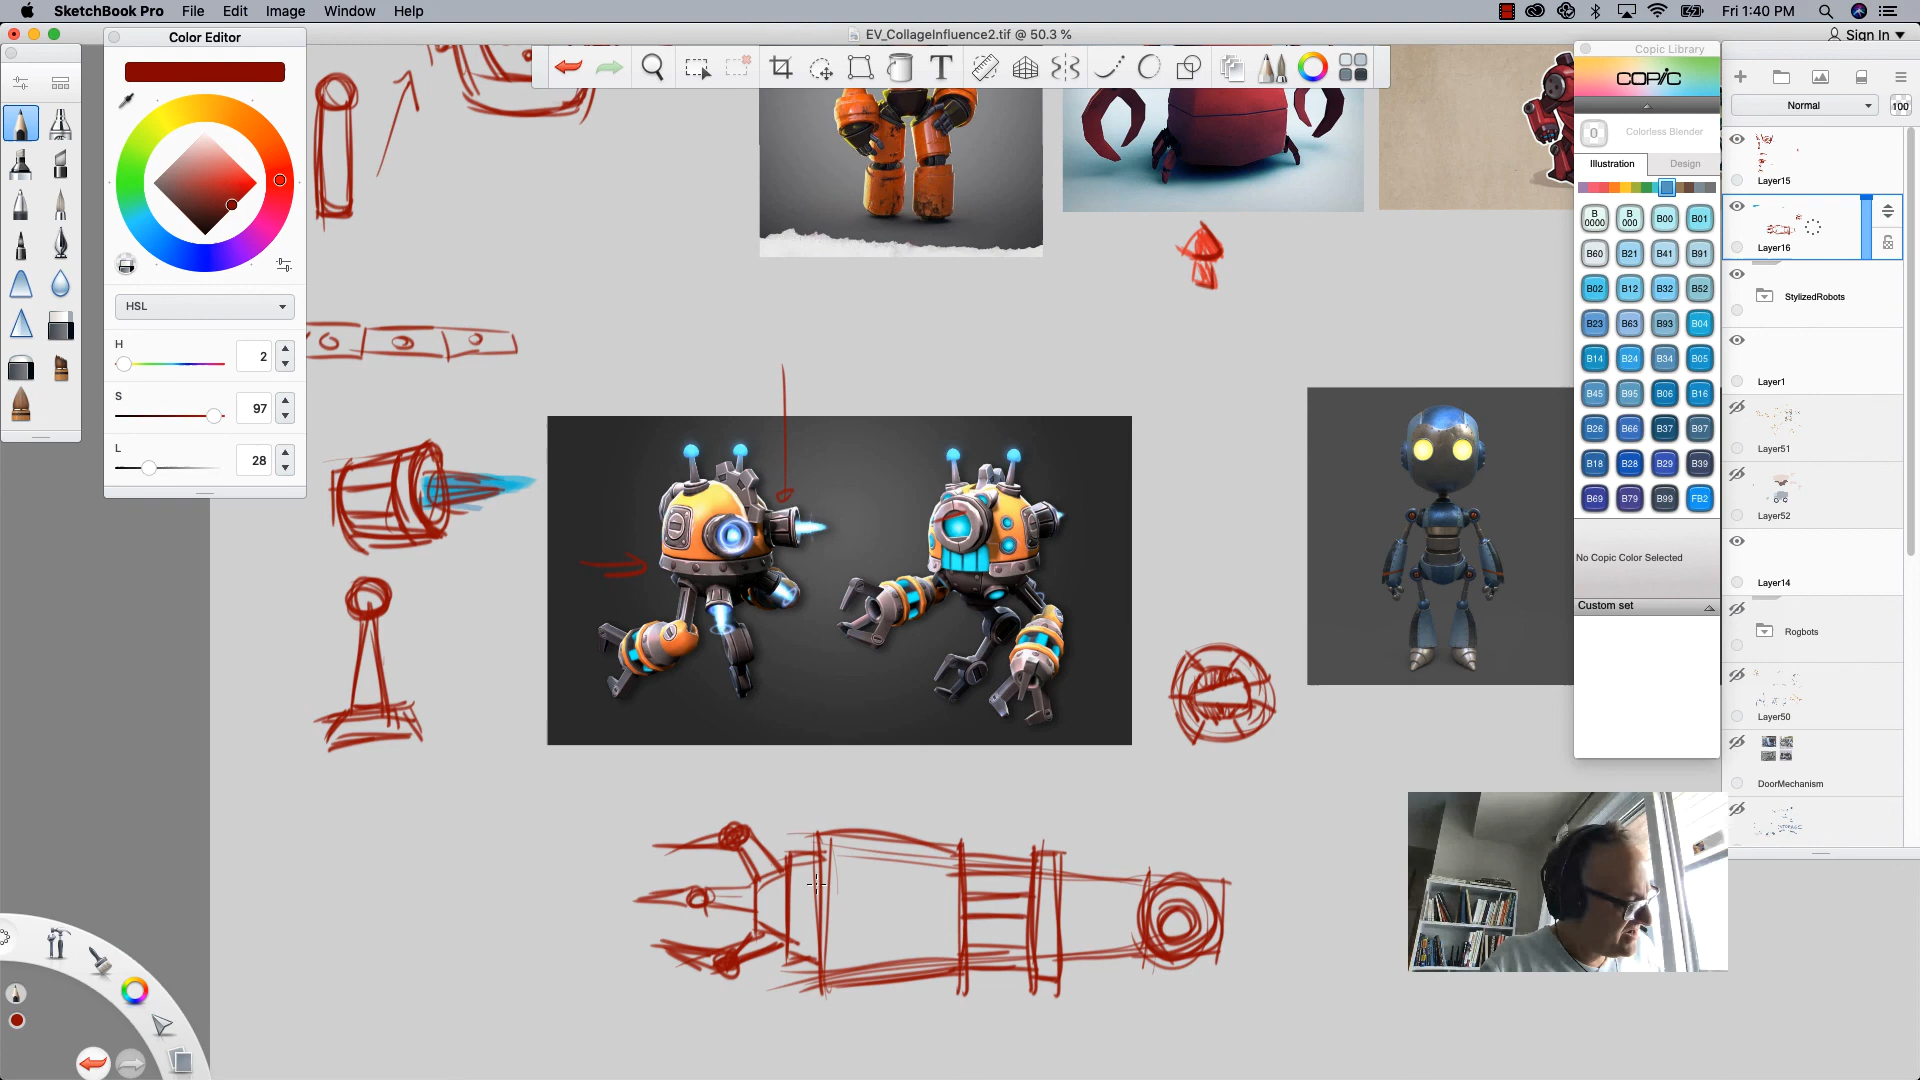 SketchBook Pro File Edit Image Window Help
Fri 1:40 PM
EV_CollageInfluence2.tif @ 50.3 %
Sign In
Color Editor
HSL
H 2
S 97
L 28
Copic Library
COPIC
0 Colorless Blender
Illustration Design
B 0000 B 000 B00 B01
B60 B21 B41 B91
B02 B12 B32 B52
B23 B63 B93 B04
B14 B24 B34 B05
B45 B95 B06 B16
B26 B66 B37 B97
B18 B28 B29 B39
B69 B79 B99 FB2
No Copic Color Selected
Custom set
Normal 100
Layer15
Layer16
StylizedRobots
Layer1
Layer51
Layer52
Layer14
Rogbots
Layer50
DoorMechanism